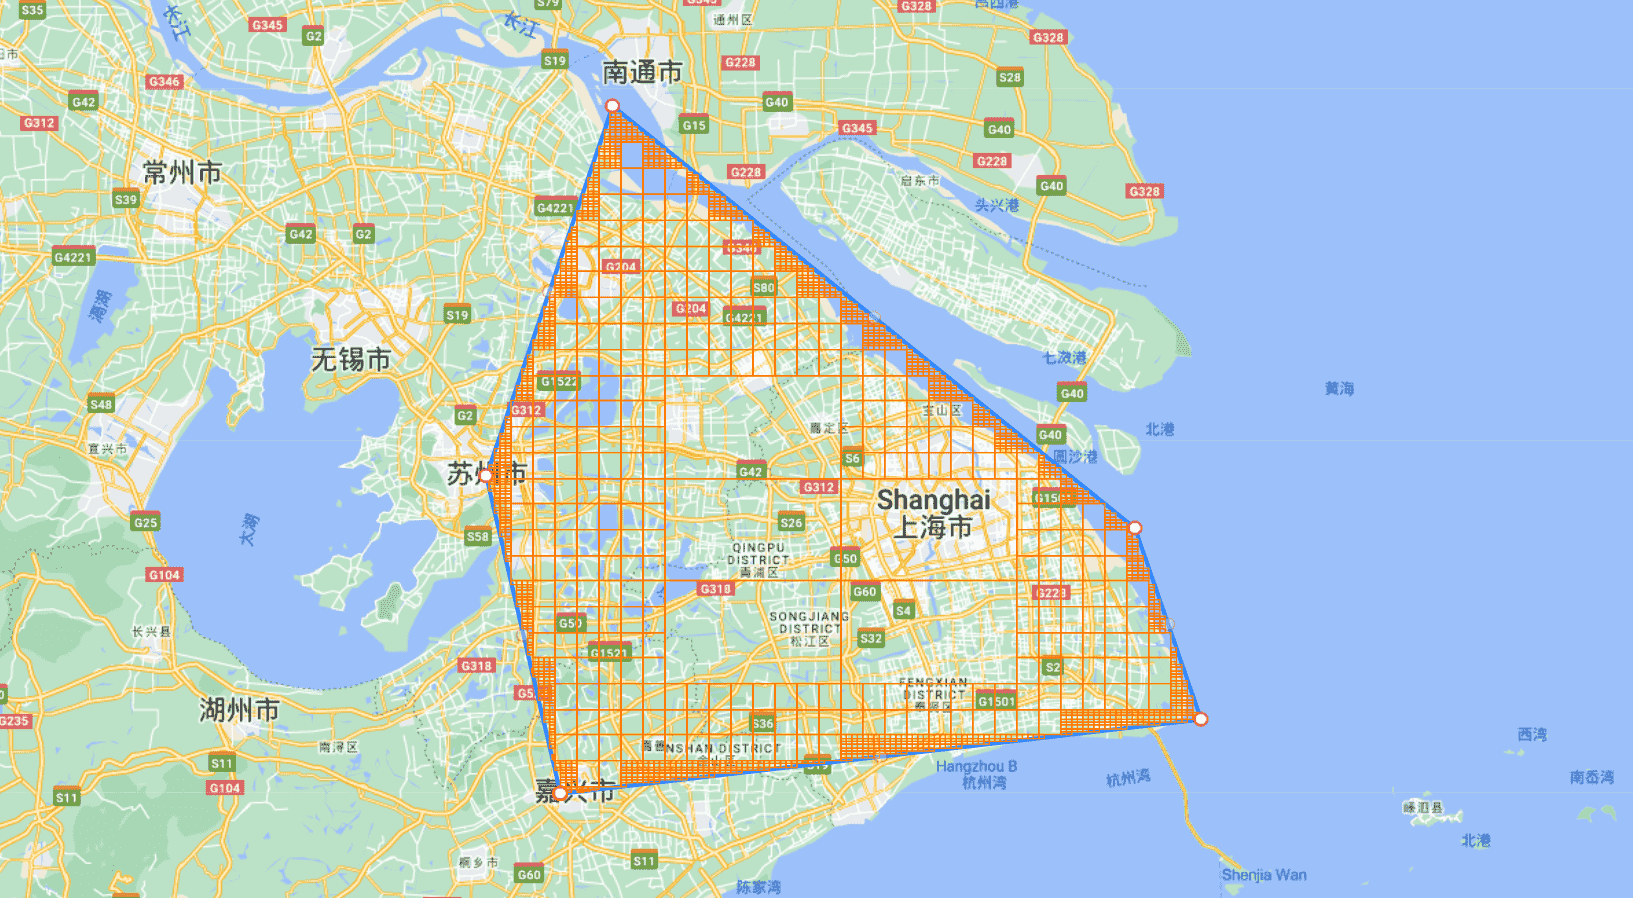 S35
长江
G345
G2
S79
长江
G345
通州区
G328
吕四港
G328
S19
南通市
G228
S28
G346
G42
G312
G40
G15
G345
G40
G228
G228
常州市
S39
G4221
启东市
G40
G328
头兴港
G42
G2
G4221
滆湖
G204
S80
S19
G204
G4221
无锡市
七滧港
G1522
G40
黄海
S48
G2
G312
宝山区
宜兴市
嘉定区
G40
北港
圆沙港
苏州市
G42
S6
G312
Shanghai
上海市
G25
太湖
S26
S58
QINGPU
DISTRICT
青浦区
G50
G104
G318
G60
G228
S4
长兴县
G50
SONGJIANG
DISTRICT
松江区
S32
G1521
G318
S2
FENGXIAN
DISTRICT
奉贤区
G1501
湖州市
G235
S36
南浔区
NSHAN DISTRICT
金山区
西湾
S11
Hangzhou B
杭州湾
杭州湾
南岙湾
G104
S11
嘉兴市
嵊泗县
北港
桐乡市
S11
G60
陈家湾
Shenjia Wan